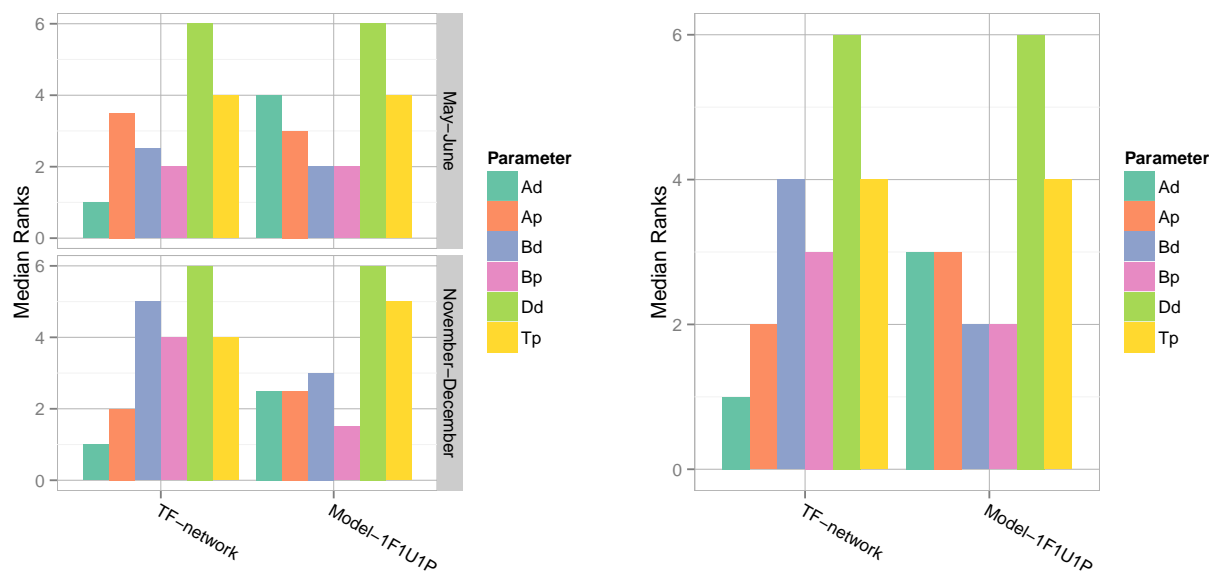 6
4
2
0
May−June
6
4
2
0
November−December
Median Ranks
TF−network
Model−1F1U1P
Parameter
Ad
Ap
Bd
Bp
Dd
Tp
6
4
2
0
Median Ranks
TF−network
Model−1F1U1P
Parameter
Ad
Ap
Bd
Bp
Dd
Tp